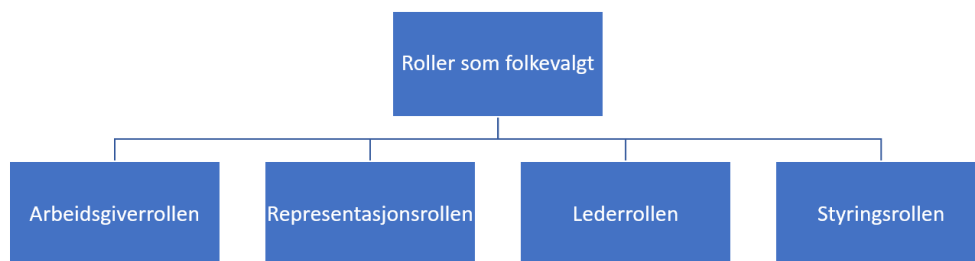 Roller som folkevalgt
Arbeidsgiverrollen
Representasjonsrollen
Lederrollen
Styringsrollen